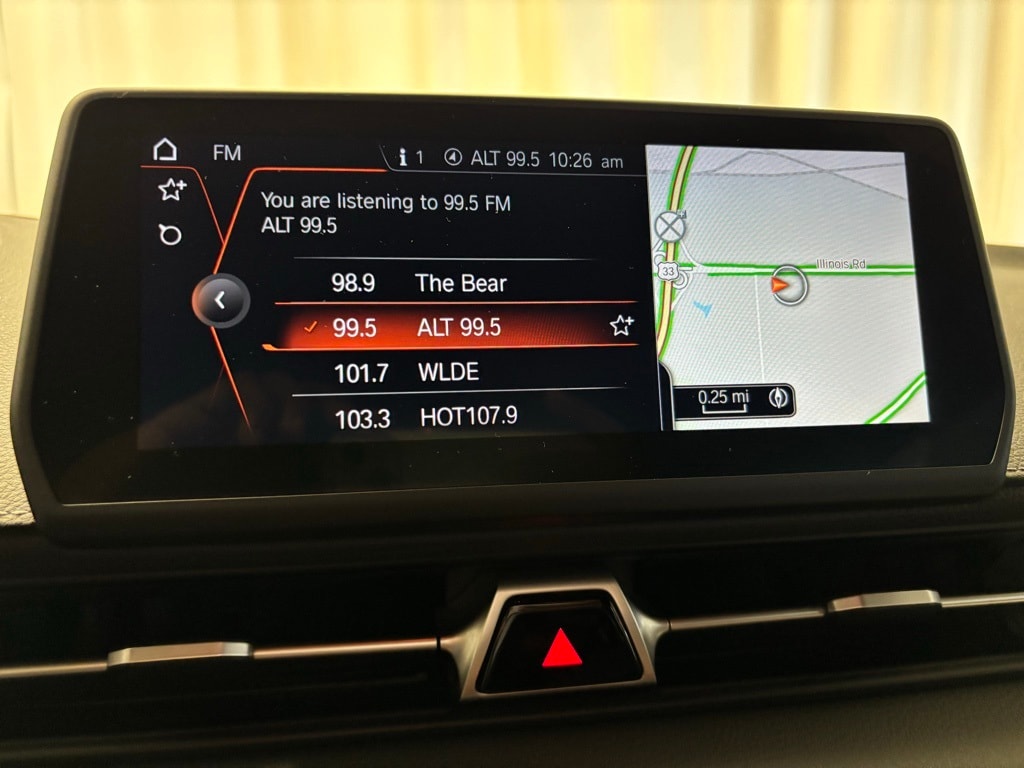 FM
i 1 ALT 99.5 10:26 am
You are listening to 99.5 FM
ALT 99.5
98.9 The Bear
99.5 ALT 99.5
101.7 WLDE
103.3 HOT107.9
Illinois Rd
33
0.25 mi